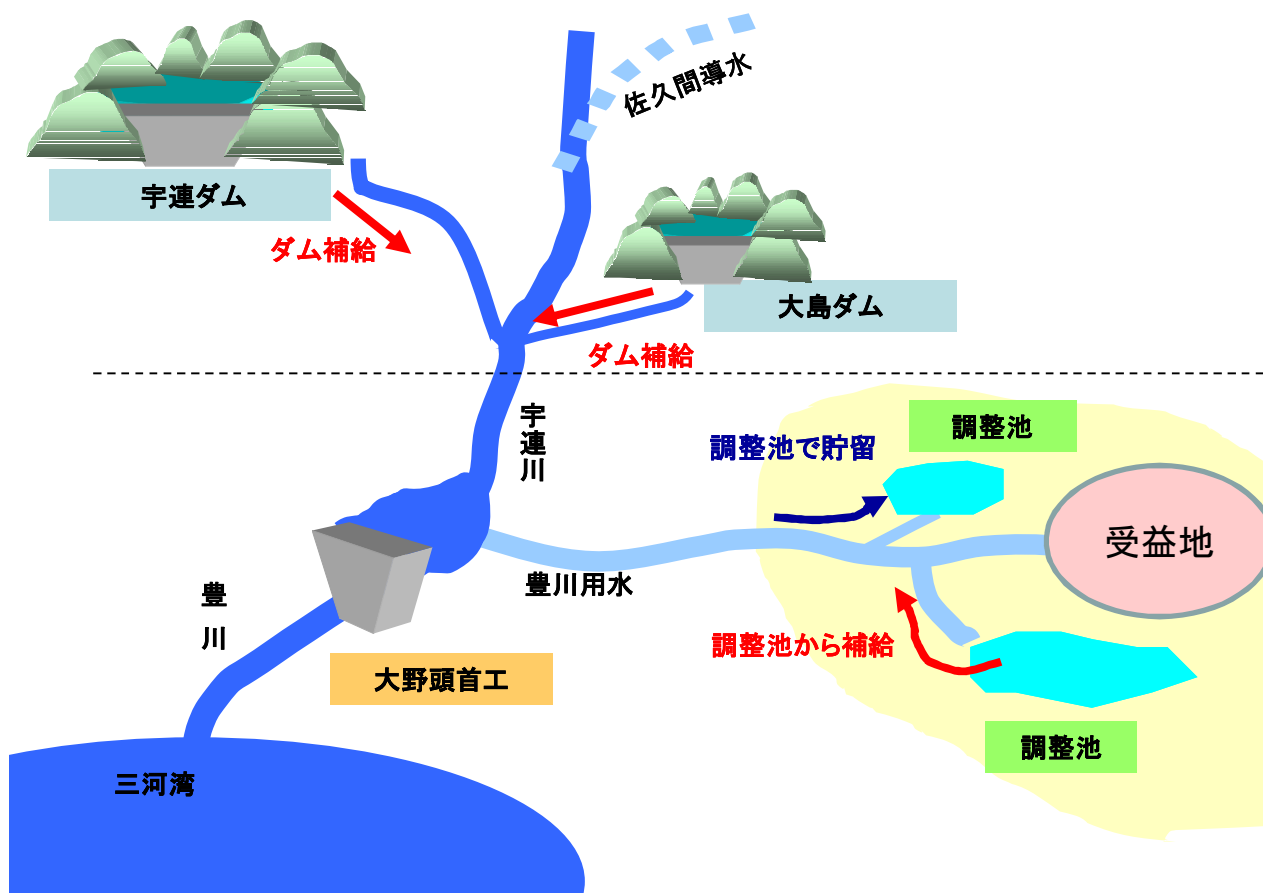 佐久間導水
宇連ダム
ダム補給
大島ダム
ダム補給
宇連川
調整池
調整池で貯留
受益地
豊川用水
豊川
調整池から補給
大野頭首工
調整池
三河湾